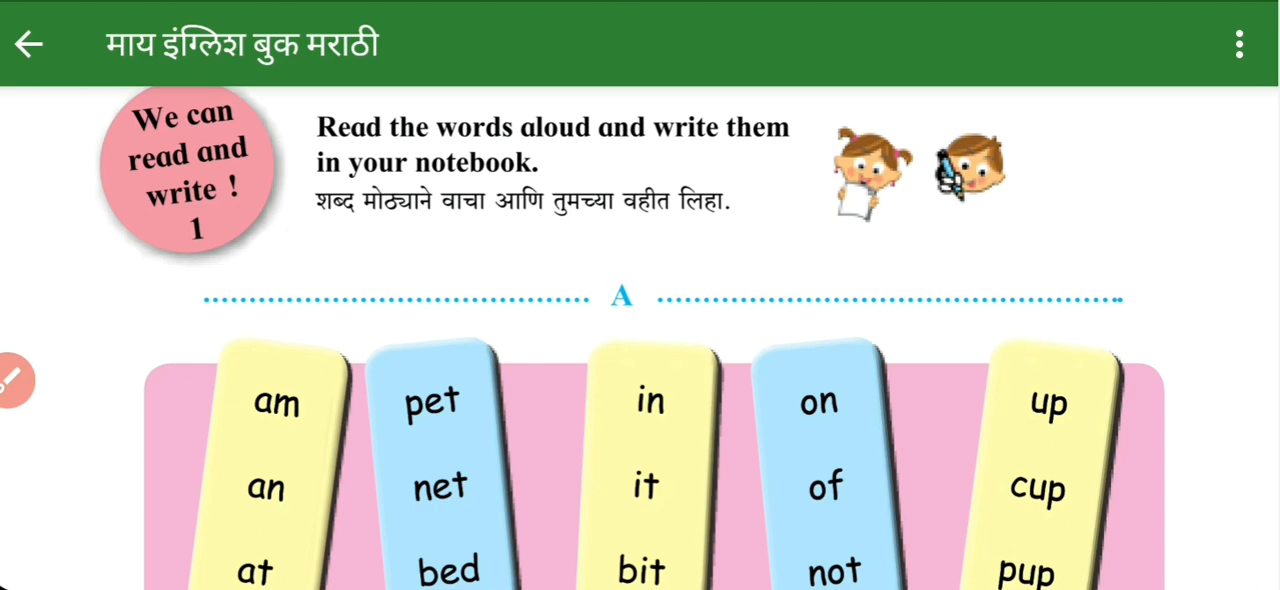 माय इंग्लिश बुक मराठी
We can
read and
write !
1
Read the words aloud and write them
in your notebook.
शब्द मोठ्याने वाचा आणि तुमच्या वहीत लिहा.
A
am pet in on up
an net it of cup
at bed bit not pup